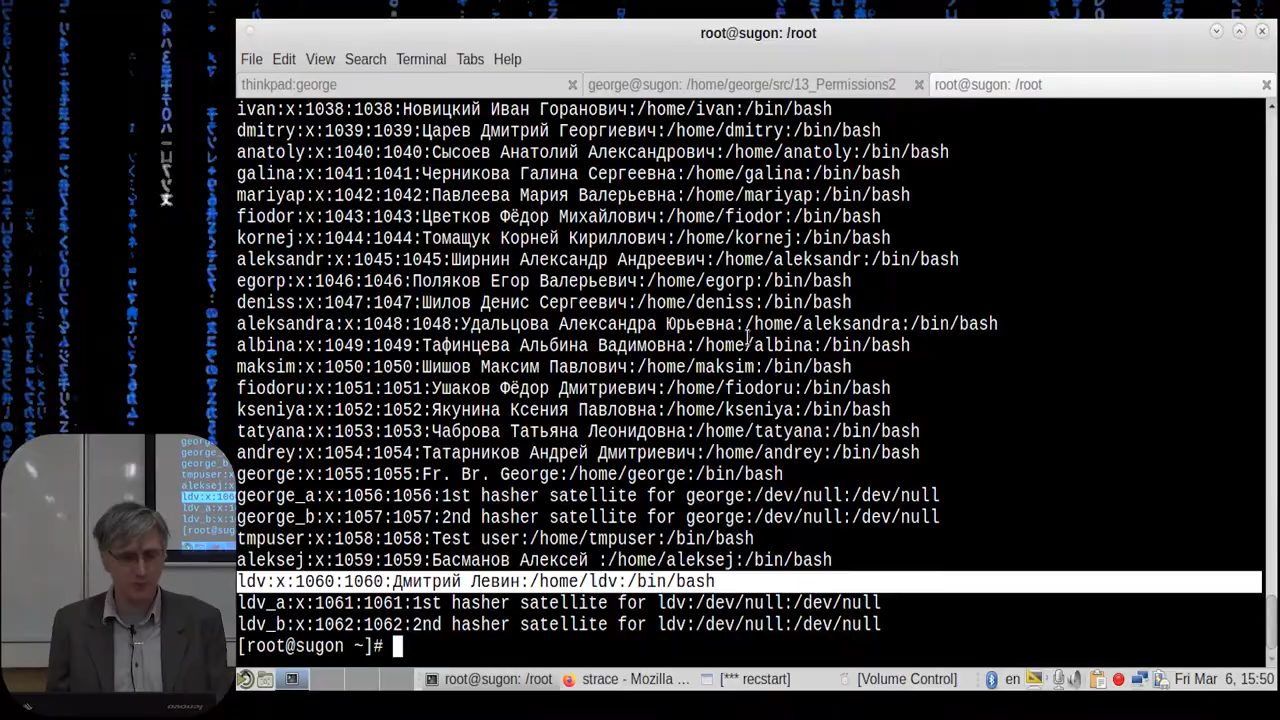 root@sugon: /root
File Edit View Search Terminal Tabs Help
thinkpad:george
george@sugon: /home/george/src/13_Permissions2
root@sugon: /root
ivan:x:1038:1038:Новицкий Иван Горанович:/home/ivan:/bin/bash
dmitry:x:1039:1039:Царев Дмитрий Георгиевич:/home/dmitry:/bin/bash
anatoly:x:1040:1040:Сысоев Анатолий Александрович:/home/anatoly:/bin/bash
galina:x:1041:1041:Черникова Галина Сергеевна:/home/galina:/bin/bash
mariyap:x:1042:1042:Павлеева Мария Валерьевна:/home/mariyap:/bin/bash
fiodor:x:1043:1043:Цветков Фёдор Михайлович:/home/fiodor:/bin/bash
kornej:x:1044:1044:Томащук Корней Кириллович:/home/kornej:/bin/bash
aleksandr:x:1045:1045:Ширнин Александр Андреевич:/home/aleksandr:/bin/bash
egorp:x:1046:1046:Поляков Егор Валерьевич:/home/egorp:/bin/bash
deniss:x:1047:1047:Шилов Денис Сергеевич:/home/deniss:/bin/bash
aleksandra:x:1048:1048:Удальцова Александра Юрьевна:/home/aleksandra:/bin/bash
albina:x:1049:1049:Тафинцева Альбина Вадимовна:/home/albina:/bin/bash
maksim:x:1050:1050:Шишов Максим Павлович:/home/maksim:/bin/bash
fiodoru:x:1051:1051:Ушаков Фёдор Дмитриевич:/home/fiodoru:/bin/bash
kseniya:x:1052:1052:Якунина Ксения Павловна:/home/kseniya:/bin/bash
tatyana:x:1053:1053:Чаброва Татьяна Леонидовна:/home/tatyana:/bin/bash
andrey:x:1054:1054:Татарников Андрей Дмитриевич:/home/andrey:/bin/bash
george:x:1055:1055:Fr. Br. George:/home/george:/bin/bash
george_a:x:1056:1056:1st hasher satellite for george:/dev/null:/dev/null
george_b:x:1057:1057:2nd hasher satellite for george:/dev/null:/dev/null
tmpuser:x:1058:1058:Test user:/home/tmpuser:/bin/bash
aleksej:x:1059:1059:Басманов Алексей :/home/aleksej:/bin/bash
ldv:x:1060:1060:Дмитрий Левин:/home/ldv:/bin/bash
ldv_a:x:1061:1061:1st hasher satellite for ldv:/dev/null:/dev/null
ldv_b:x:1062:1062:2nd hasher satellite for ldv:/dev/null:/dev/null
[root@sugon ~]#
root@sugon: /root
strace - Mozilla ...
[*** recstart]
[Volume Control]
en
Fri Mar 6, 15:50